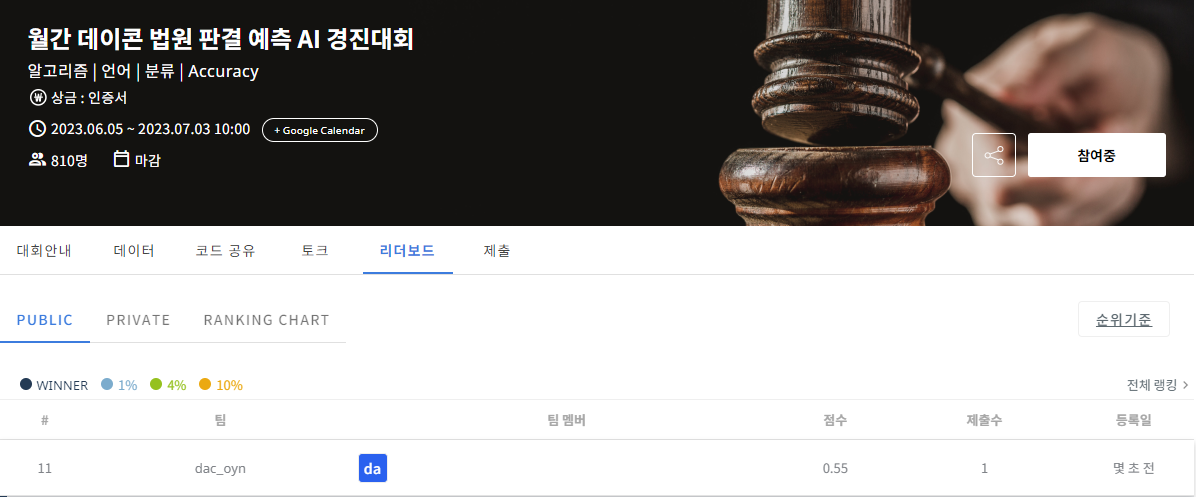 월간 데이콘 법원 판결 예측 AI 경진대회
알고리즘 | 언어 | 분류 | Accuracy
₩ 상금 : 인증서
2023.06.05 ~ 2023.07.03 10:00 + Google Calendar
810명 마감
참여중
대회안내 데이터 코드 공유 토크 리더보드 제출
PUBLIC PRIVATE RANKING CHART 순위기준
WINNER 1% 4% 10% 전체 랭킹 >
# 팀 팀 멤버 점수 제출수 등록일
11 dac_oyn da 0.55 1 몇 초 전